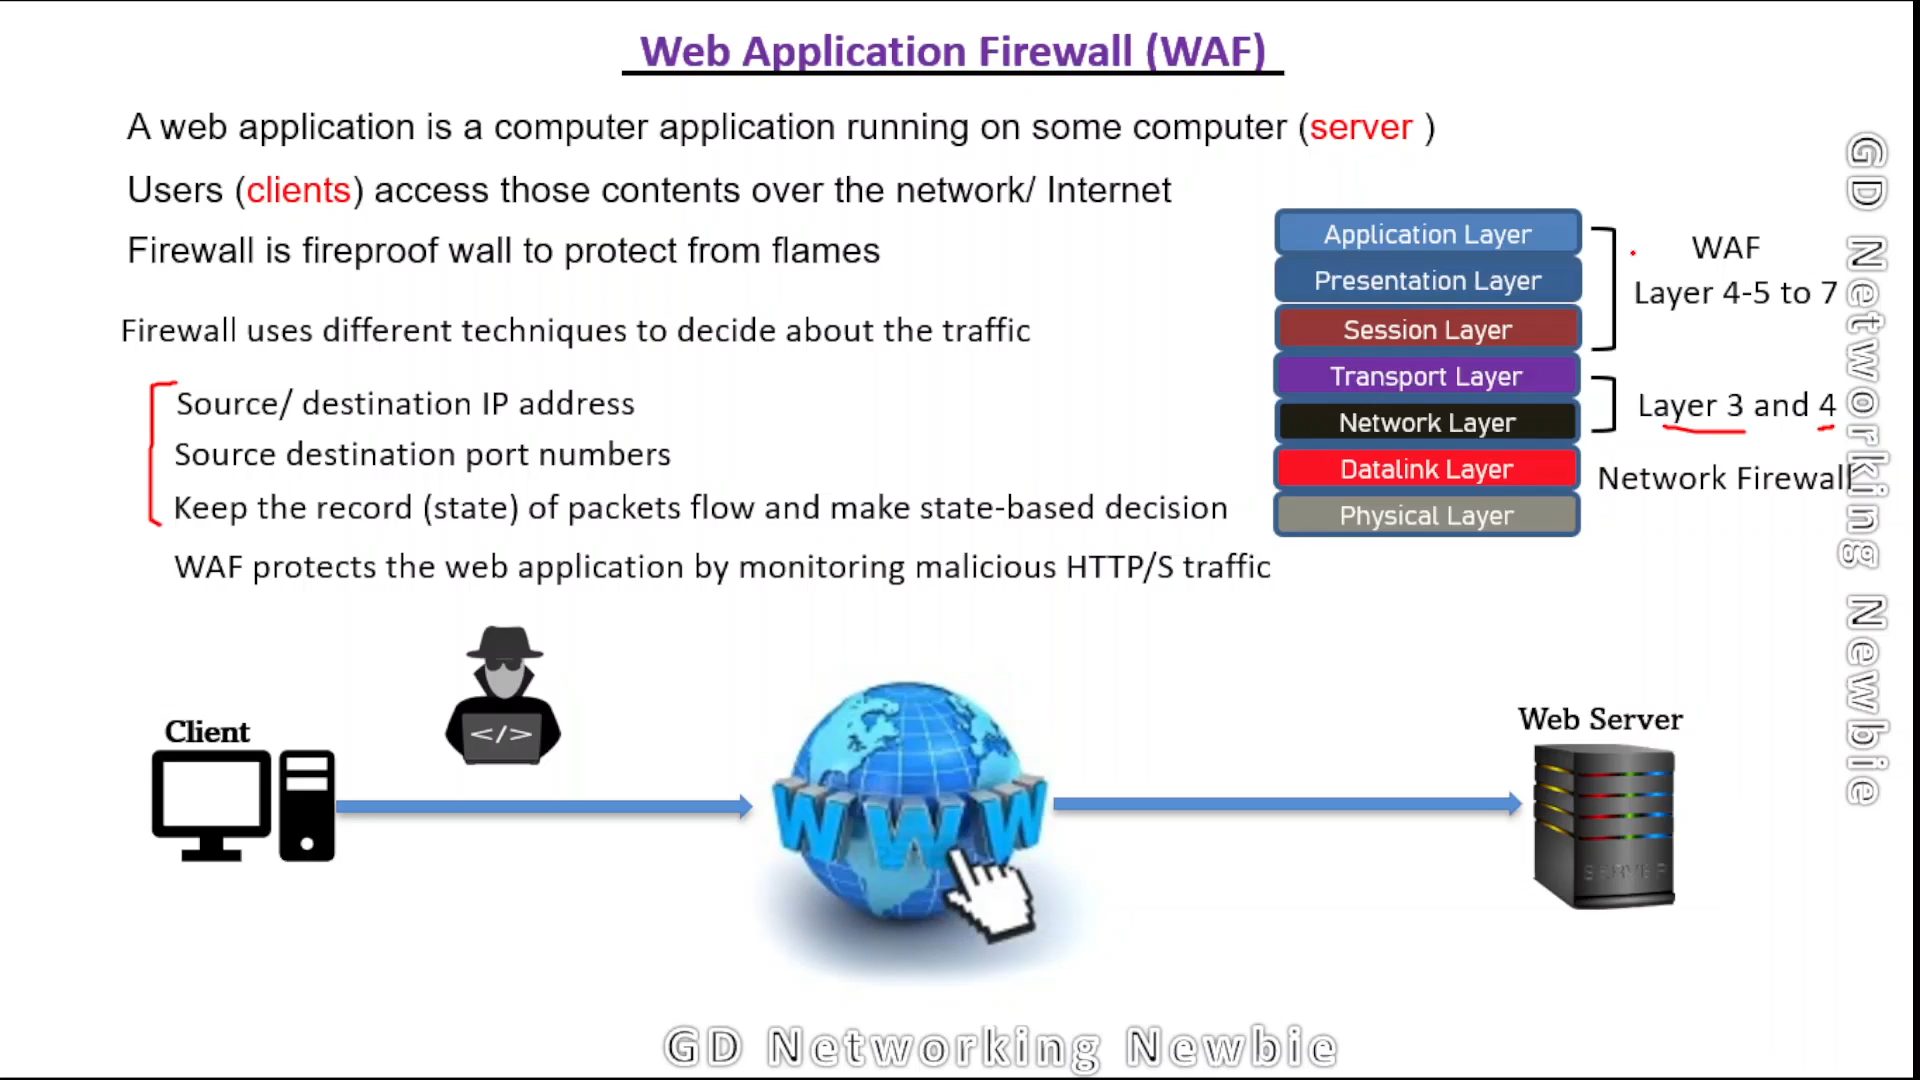 Web Application Firewall (WAF)
A web application is a computer application running on some computer (server )
Users (clients) access those contents over the network/ Internet
Firewall is fireproof wall to protect from flames
Firewall uses different techniques to decide about the traffic
Source/ destination IP address
Source destination port numbers
Keep the record (state) of packets flow and make state-based decision
WAF protects the web application by monitoring malicious HTTP/S traffic
Application Layer
Presentation Layer
Session Layer
Transport Layer
Network Layer
Datalink Layer
Physical Layer
WAF
Layer 4-5 to 7
Layer 3 and 4
Network Firewall
GD Networking Newbie
Client
</>
WWW
Web Server
SERVER
GD Networking Newbie